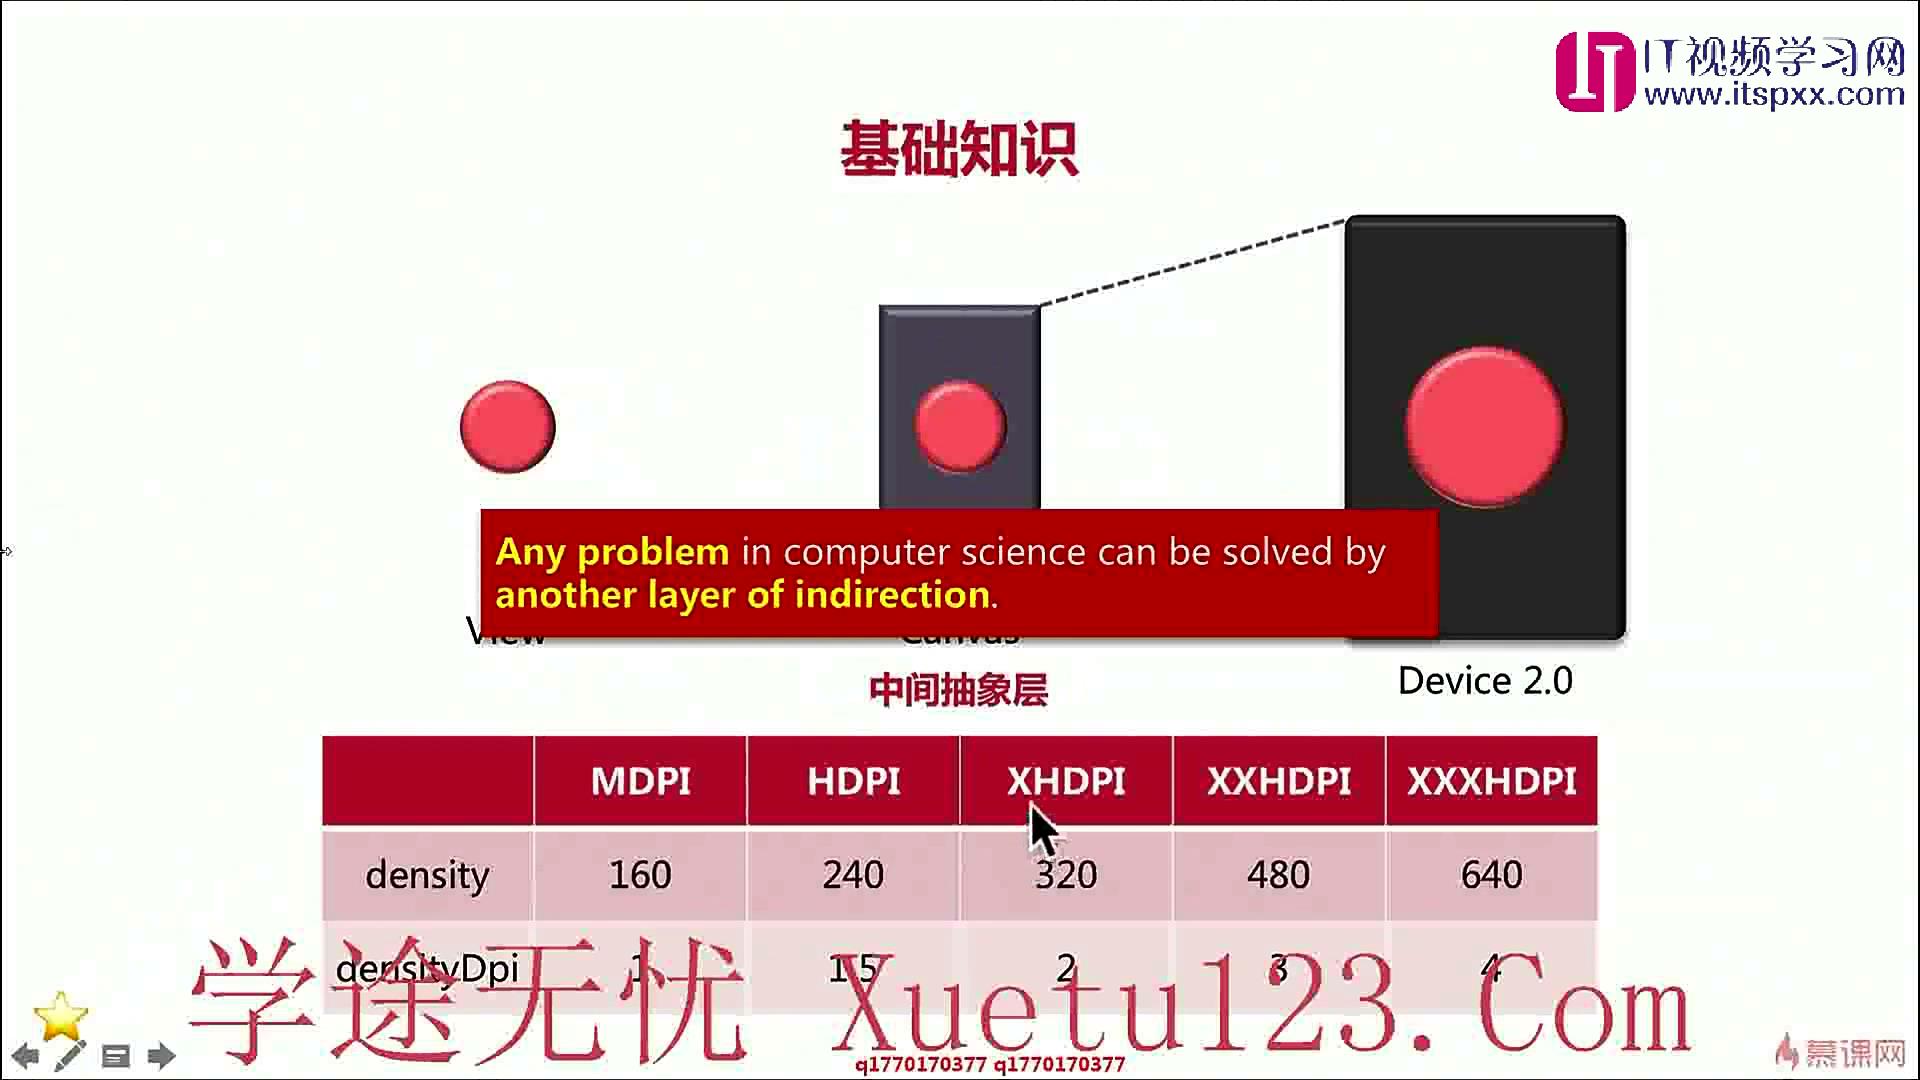 IT视频学习网
www.itspxx.com
基础知识
Any problem in computer science can be solved by
another layer of indirection.
View
Canvas
Device 2.0
中间抽象层
MDPI HDPI XHDPI XXHDPI XXXHDPI
density 160 240 320 480 640
densityDpi 1 1.5 2 3 4
学途无忧 Xuetu123.Com
q1770170377 q1770170377
慕课网